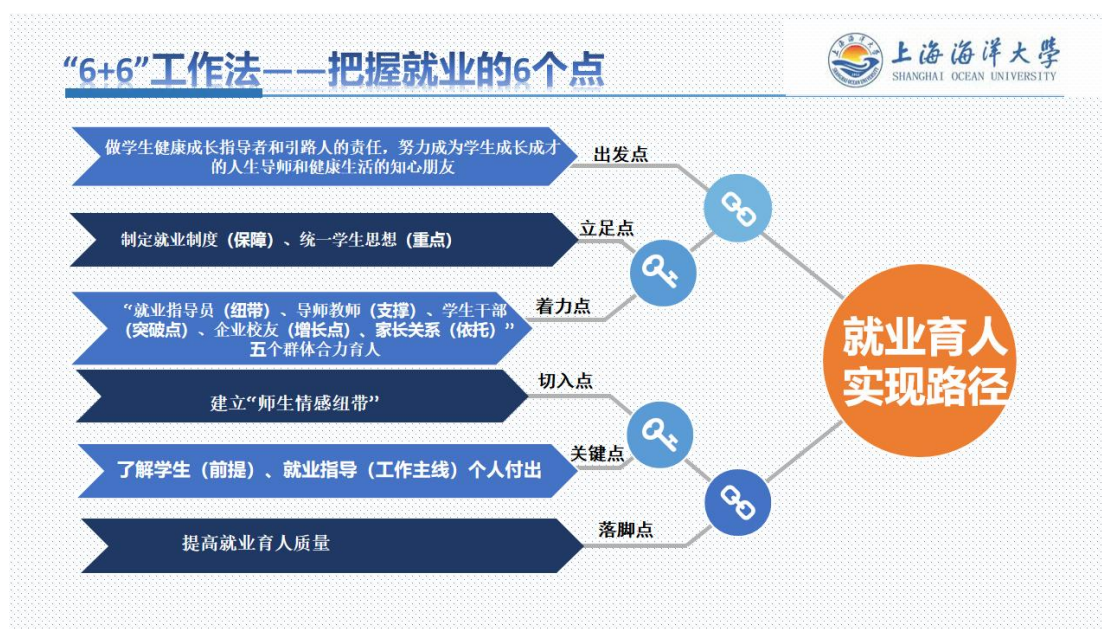 “6+6”工作法——把握就业的6个点
上海海洋大學
SHANGHAI OCEAN UNIVERSITY
做学生健康成长指导者和引路人的责任，努力成为学生成长成才
的人生导师和健康生活的知心朋友
出发点
制定就业制度（保障）、统一学生思想（重点）
立足点
“就业指导员（纽带）、导师教师（支撑）、学生干部
（突破点）、企业校友（增长点）、家长关系（依托）”
五个群体合力育人
着力点
建立“师生情感纽带”
切入点
了解学生（前提）、就业指导（工作主线）个人付出
关键点
提高就业育人质量
落脚点
就业育人
实现路径